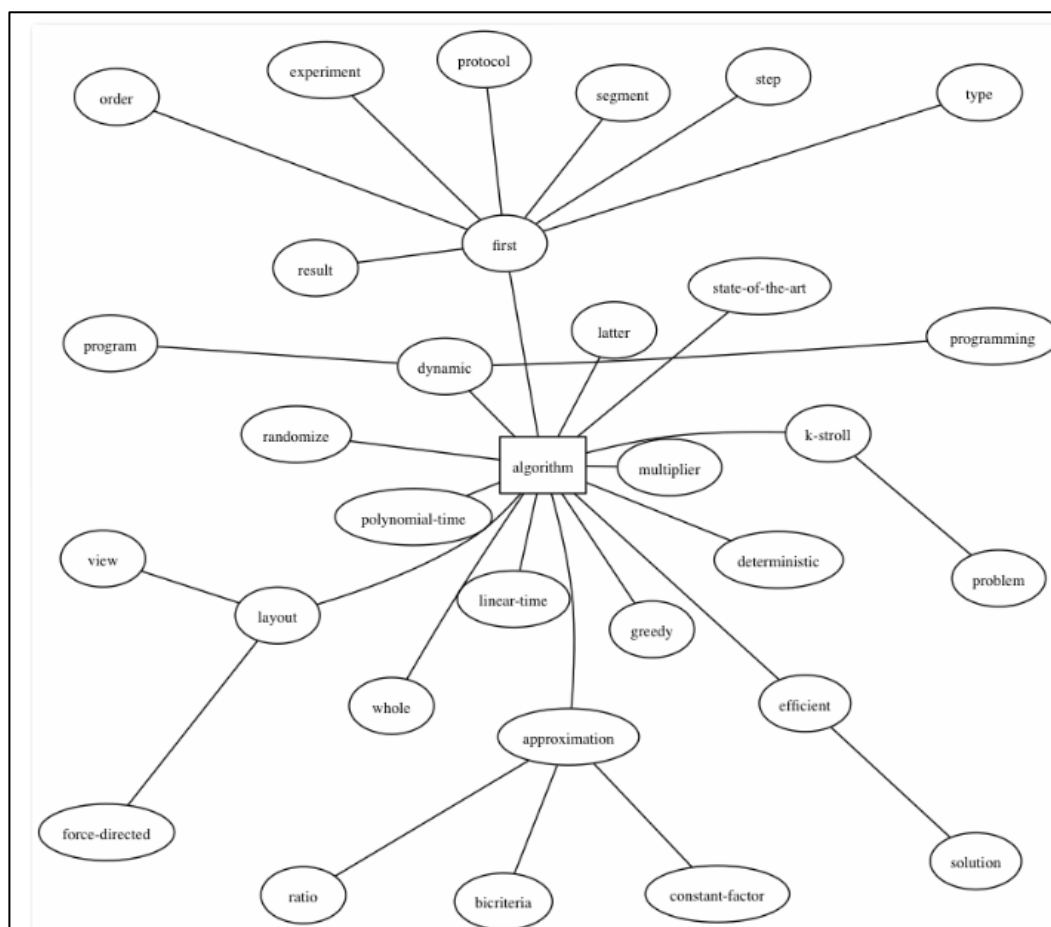 protocol
experiment
step
order
segment
type
first
result
state-of-the-art
latter
program
programming
dynamic
randomize
k-stroll
algorithm
multiplier
polynomial-time
view
deterministic
problem
linear-time
layout
greedy
whole
efficient
approximation
force-directed
solution
ratio
bicriteria
constant-factor